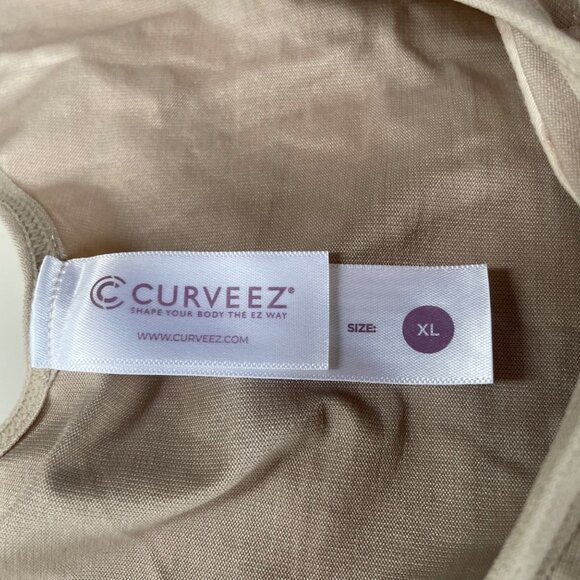 CURVEEZ®
SHAPE YOUR BODY THE EZ WAY
WWW.CURVEEZ.COM
SIZE: XL